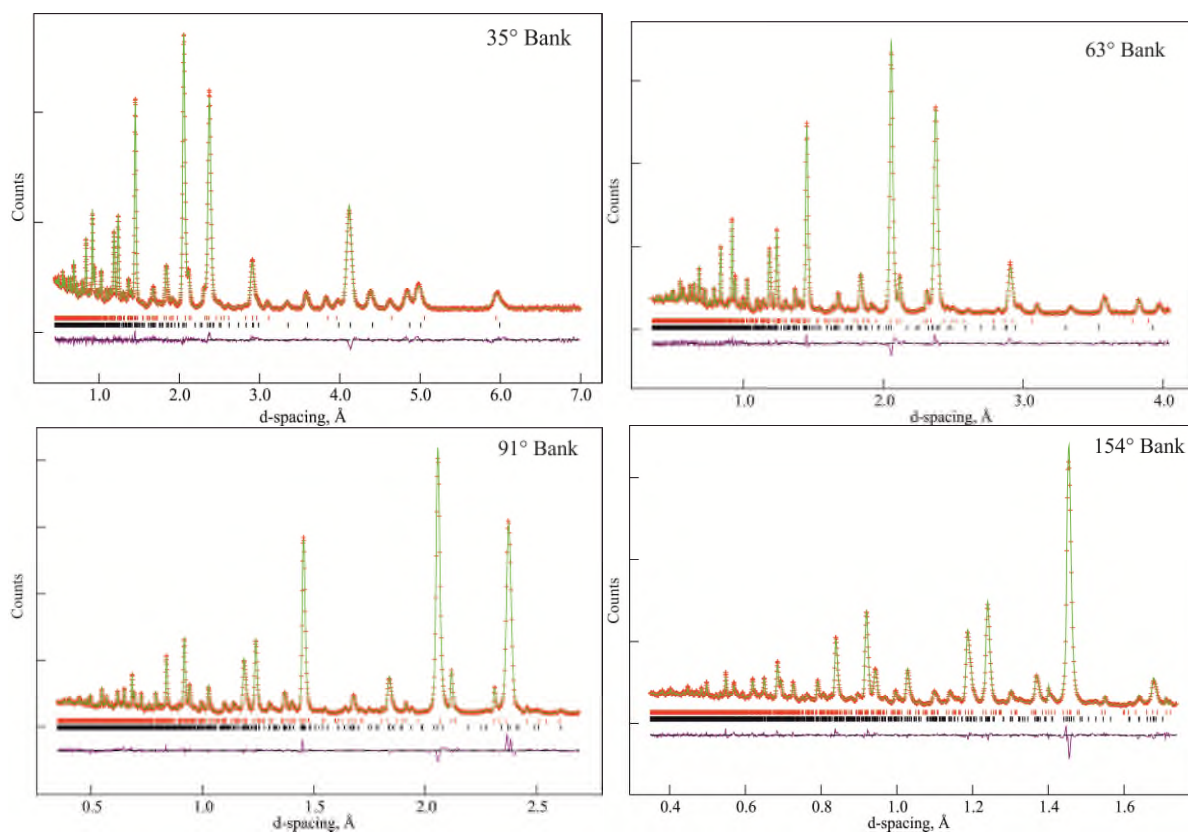 35° Bank
Counts
1.0 2.0 3.0 4.0 5.0 6.0 7.0
d-spacing, Å
63° Bank
Counts
1.0 2.0 3.0 4.0
d-spacing, Å
91° Bank
Counts
0.5 1.0 1.5 2.0 2.5
d-spacing, Å
154° Bank
Counts
0.4 0.6 0.8 1.0 1.2 1.4 1.6
d-spacing, Å